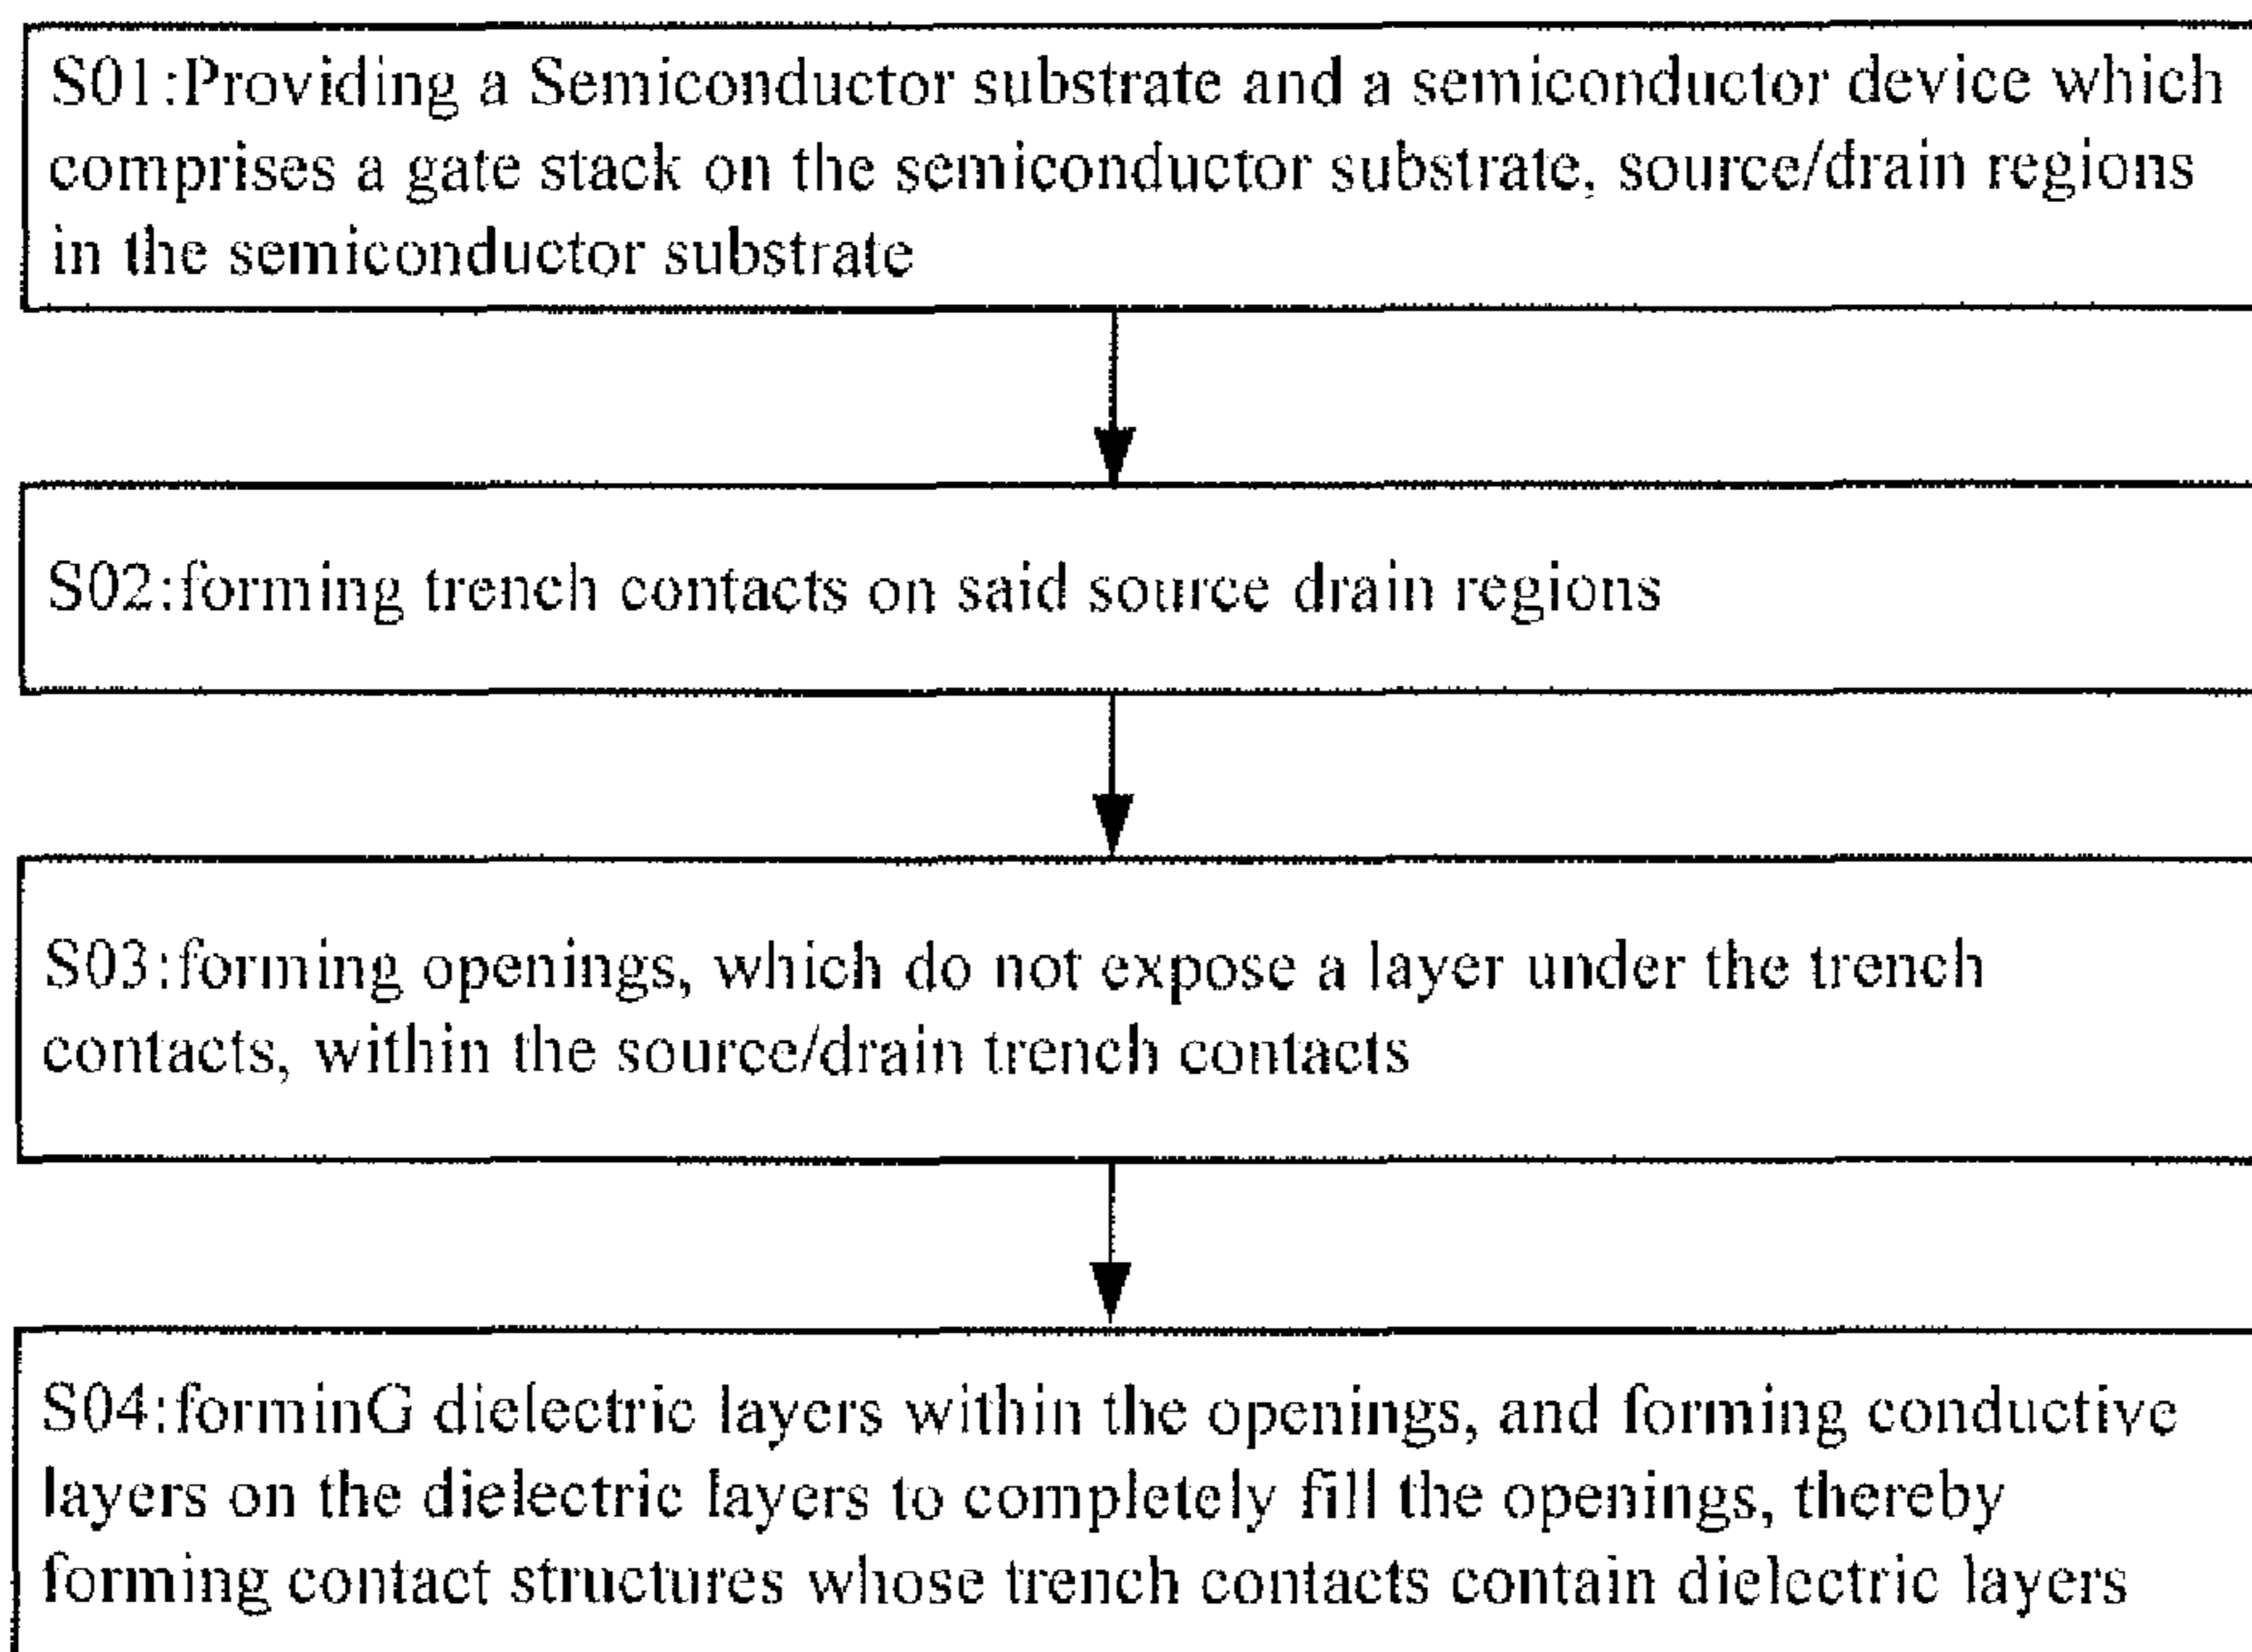 S01:Providing a Semiconductor substrate and a semiconductor device which
comprises a gate stack on the semiconductor substrate, source/drain regions
in the semiconductor substrate
S02:forming trench contacts on said source drain regions
S03:forming openings, which do not expose a layer under the trench
contacts, within the source/drain trench contacts
S04:forminG dielectric layers within the openings, and forming conductive
layers on the dielectric layers to completely fill the openings, thereby
forming contact structures whose trench contacts contain dielectric layers